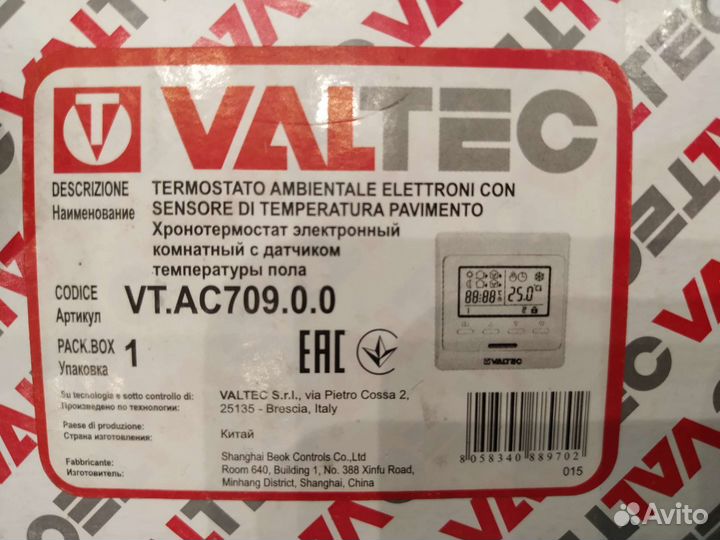 VALTEC
DESCRIZIONE
Наименование
TERMOSTATO AMBIENTALE ELETTRONI CON
SENSORE DI TEMPERATURA PAVIMENTO
Хронотермостат электронный
комнатный с датчиком
температуры пола
CODICE
Артикул
VT.AC709.0.0
PACK.BOX
Упаковка
1
EAC
88:88
25.0
VALTEC
Su tecnologia e sotto controllo di:
Произведено по технологии:
VALTEC S.r.l., via Pietro Cossa 2,
25135 - Brescia, Italy
Paese di produzione:
Страна изготовления:
Китай
Fabbricante:
Изготовитель:
Shanghai Beok Controls Co.,Ltd
Room 640, Building 1, No. 388 Xinfu Road,
Minhang District, Shanghai, China
8 058340 889702
015
Avito